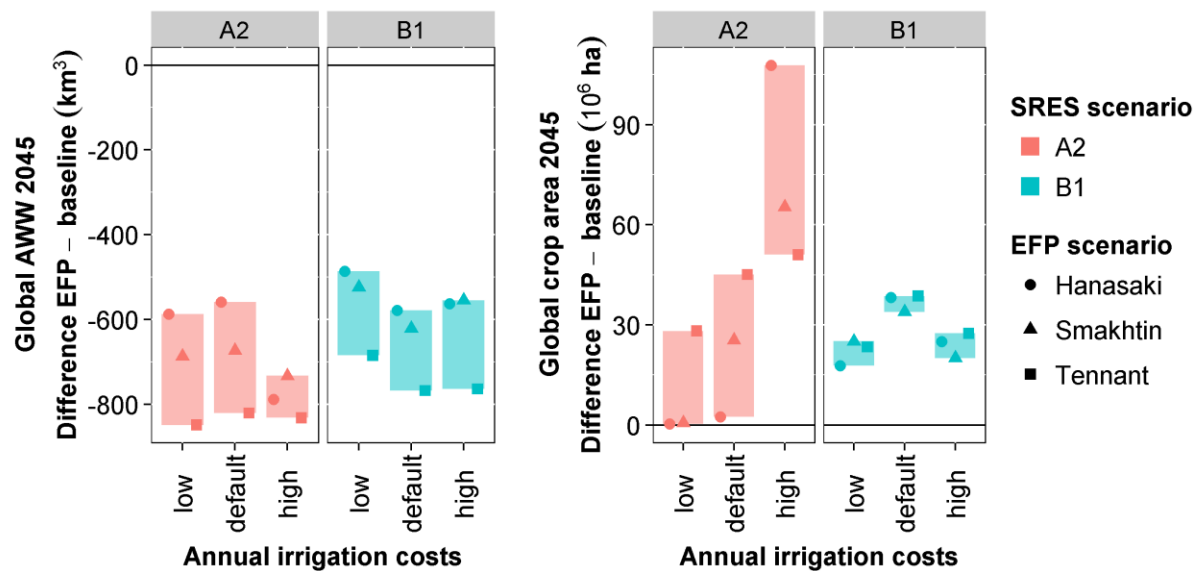 Global AWW 2045
Difference EFP − baseline (km³)
A2
B1
0
-200
-400
-600
-800
low
default
high
low
default
high
Annual irrigation costs
Global crop area 2045
Difference EFP − baseline (10⁶ ha)
A2
B1
90
60
30
0
low
default
high
low
default
high
Annual irrigation costs
SRES scenario
A2
B1
EFP scenario
Hanasaki
Smakhtin
Tennant